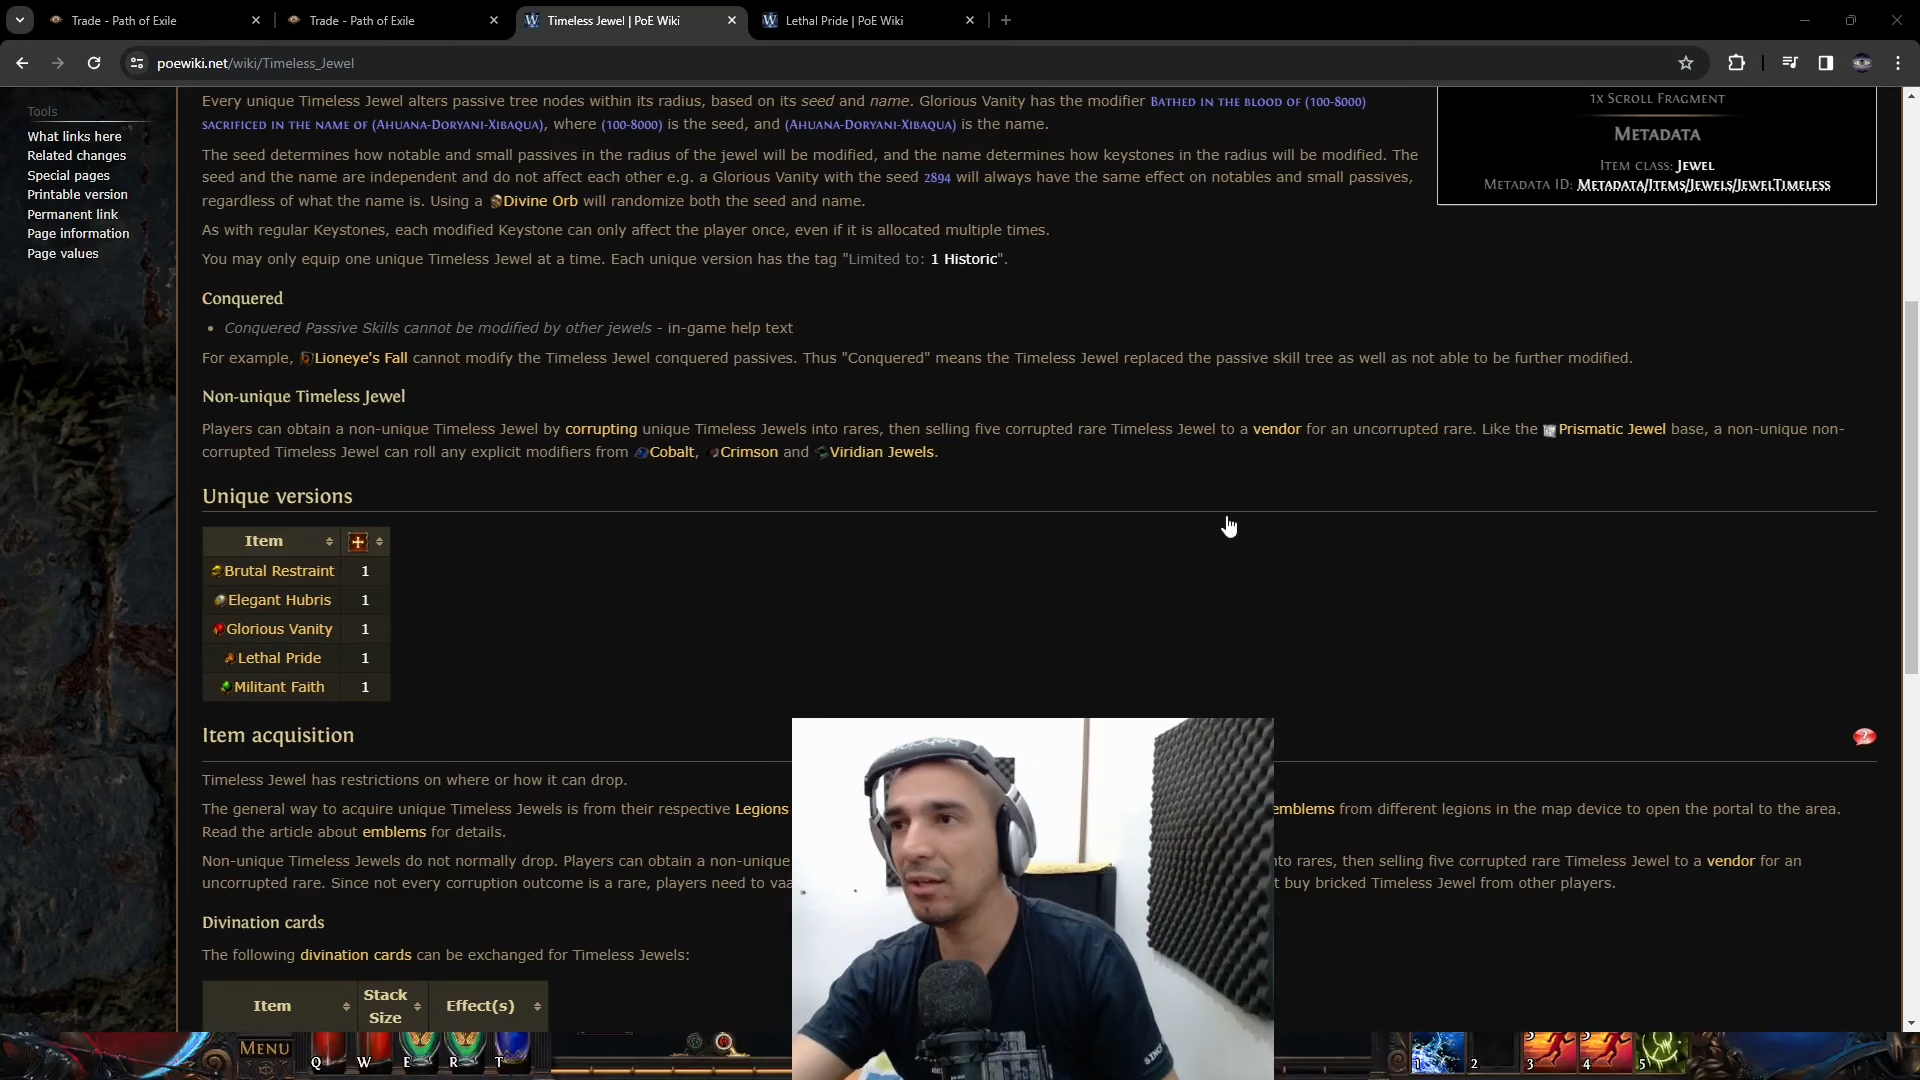 Trade - Path of Exile
Trade - Path of Exile
Timeless Jewel | PoE Wiki
Lethal Pride | PoE Wiki
poewiki.net/wiki/Timeless_Jewel
Tools
What links here
Related changes
Special pages
Printable version
Permanent link
Page information
Page values
Every unique Timeless Jewel alters passive tree nodes within its radius, based on its seed and name. Glorious Vanity has the modifier Bathed in the blood of (100-8000)
sacrificed in the name of (Ahuana-Doryani-Xibaqua), where (100-8000) is the seed, and (Ahuana-Doryani-Xibaqua) is the name.
The seed determines how notable and small passives in the radius of the jewel will be modified, and the name determines how keystones in the radius will be modified. The
seed and the name are independent and do not affect each other e.g. a Glorious Vanity with the seed 2894 will always have the same effect on notables and small passives,
regardless of what the name is. Using a Divine Orb will randomize both the seed and name.
As with regular Keystones, each modified Keystone can only affect the player once, even if it is allocated multiple times.
You may only equip one unique Timeless Jewel at a time. Each unique version has the tag "Limited to: 1 Historic".
1x Scroll Fragment
Metadata
Item class: Jewel
Metadata ID: Metadata/Items/Jewels/JewelTimeless
Conquered
• Conquered Passive Skills cannot be modified by other jewels - in-game help text
For example, Lioneye's Fall cannot modify the Timeless Jewel conquered passives. Thus "Conquered" means the Timeless Jewel replaced the passive skill tree as well as not able to be further modified.
Non-unique Timeless Jewel
Players can obtain a non-unique Timeless Jewel by corrupting unique Timeless Jewels into rares, then selling five corrupted rare Timeless Jewel to a vendor for an uncorrupted rare. Like the Prismatic Jewel base, a non-unique non-
corrupted Timeless Jewel can roll any explicit modifiers from Cobalt, Crimson and Viridian Jewels.
Unique versions
Item
Brutal Restraint 1
Elegant Hubris 1
Glorious Vanity 1
Lethal Pride 1
Militant Faith 1
Item acquisition
Timeless Jewel has restrictions on where or how it can drop.
The general way to acquire unique Timeless Jewels is from their respective Legions emblems from different legions in the map device to open the portal to the area.
Read the article about emblems for details.
Non-unique Timeless Jewels do not normally drop. Players can obtain a non-unique nto rares, then selling five corrupted rare Timeless Jewel to a vendor for an
uncorrupted rare. Since not every corruption outcome is a rare, players need to vaa t buy bricked Timeless Jewel from other players.
Divination cards
The following divination cards can be exchanged for Timeless Jewels:
Item Stack Size Effect(s)
Menu
Q W E R T
1 2 3 4 5